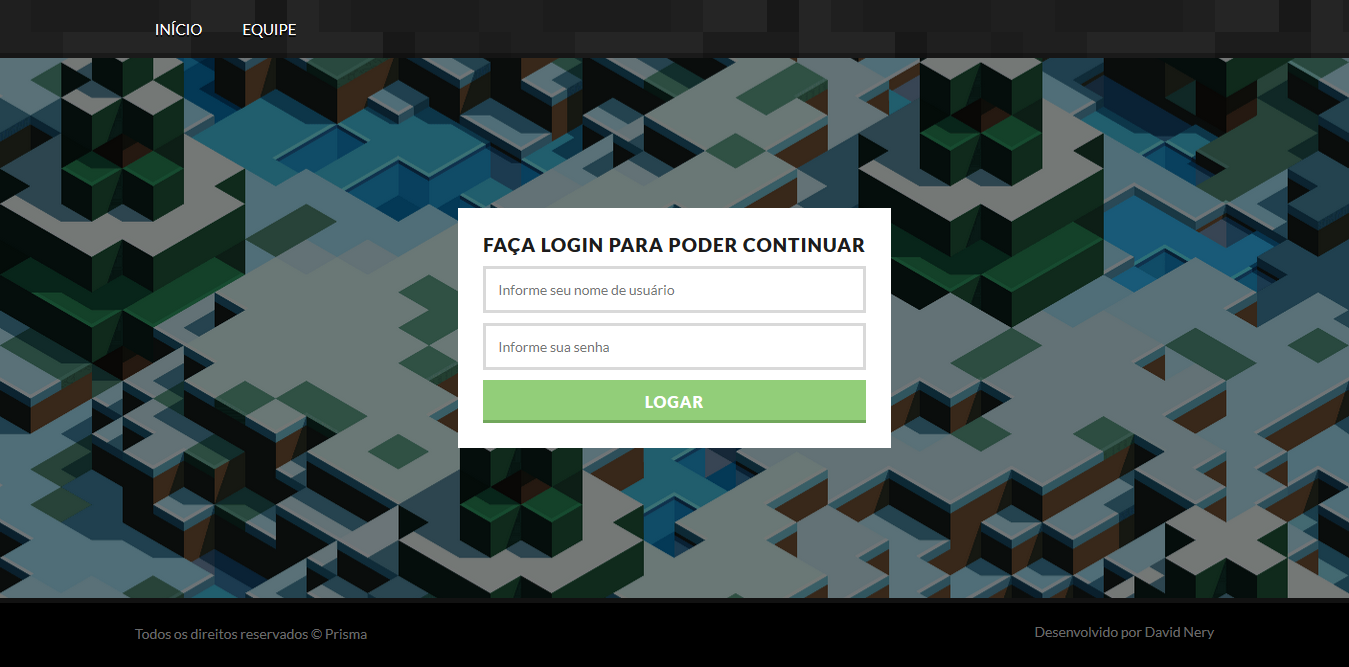 INÍCIO EQUIPE
FAÇA LOGIN PARA PODER CONTINUAR
Informe seu nome de usuário
Informe sua senha
LOGAR
Todos os direitos reservados © Prisma
Desenvolvido por David Nery